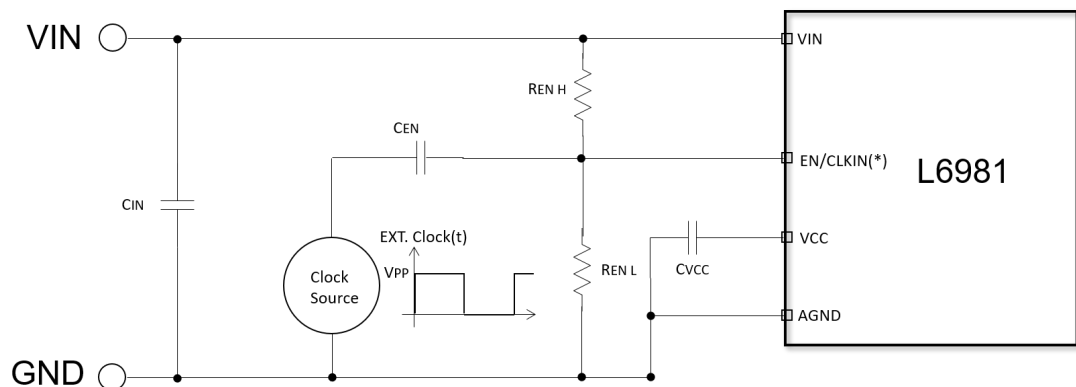 VIN
VIN
REN H
CEN
EN/CLKIN(*)
L6981
CIN
EXT. Clock(t)
VPP
Clock
Source
REN L
VCC
CVCC
AGND
GND